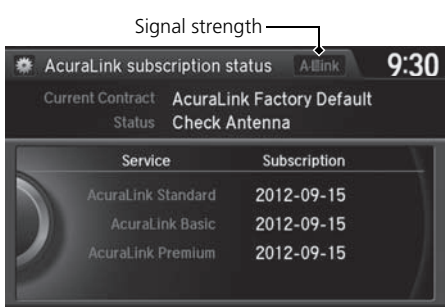 Signal strength
AcuraLink subscription status A-link 9:30
Current Contract AcuraLink Factory Default
Status Check Antenna
Service Subscription
AcuraLink Standard 2012-09-15
AcuraLink Basic 2012-09-15
AcuraLink Premium 2012-09-15